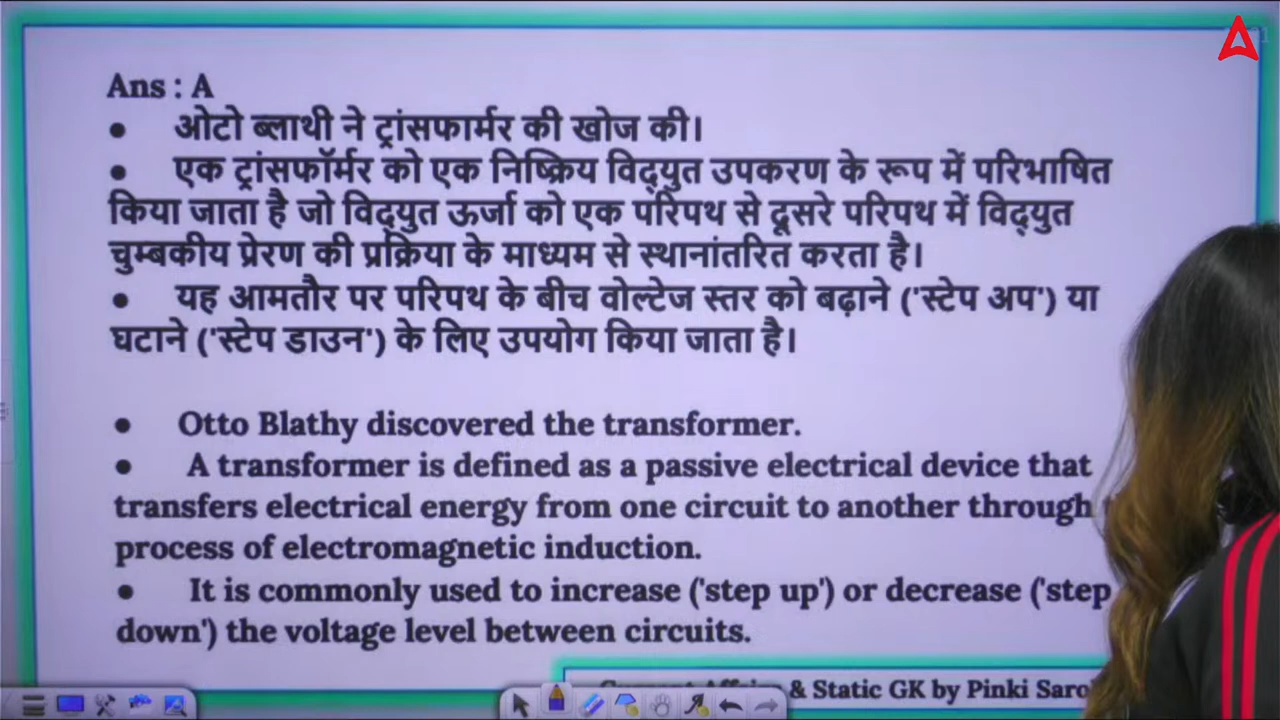 Ans : A
● ओटो ब्लाथी ने ट्रांसफार्मर की खोज की।
● एक ट्रांसफॉर्मर को एक निष्क्रिय विद्युत उपकरण के रूप में परिभाषित
किया जाता है जो विद्युत ऊर्जा को एक परिपथ से दूसरे परिपथ में विद्युत
चुम्बकीय प्रेरण की प्रक्रिया के माध्यम से स्थानांतरित करता है।
● यह आमतौर पर परिपथ के बीच वोल्टेज स्तर को बढ़ाने ('स्टेप अप') या
घटाने ('स्टेप डाउन') के लिए उपयोग किया जाता है।
● Otto Blathy discovered the transformer.
● A transformer is defined as a passive electrical device that
transfers electrical energy from one circuit to another through
process of electromagnetic induction.
● It is commonly used to increase ('step up') or decrease ('step
down') the voltage level between circuits.
& Static GK by Pinki